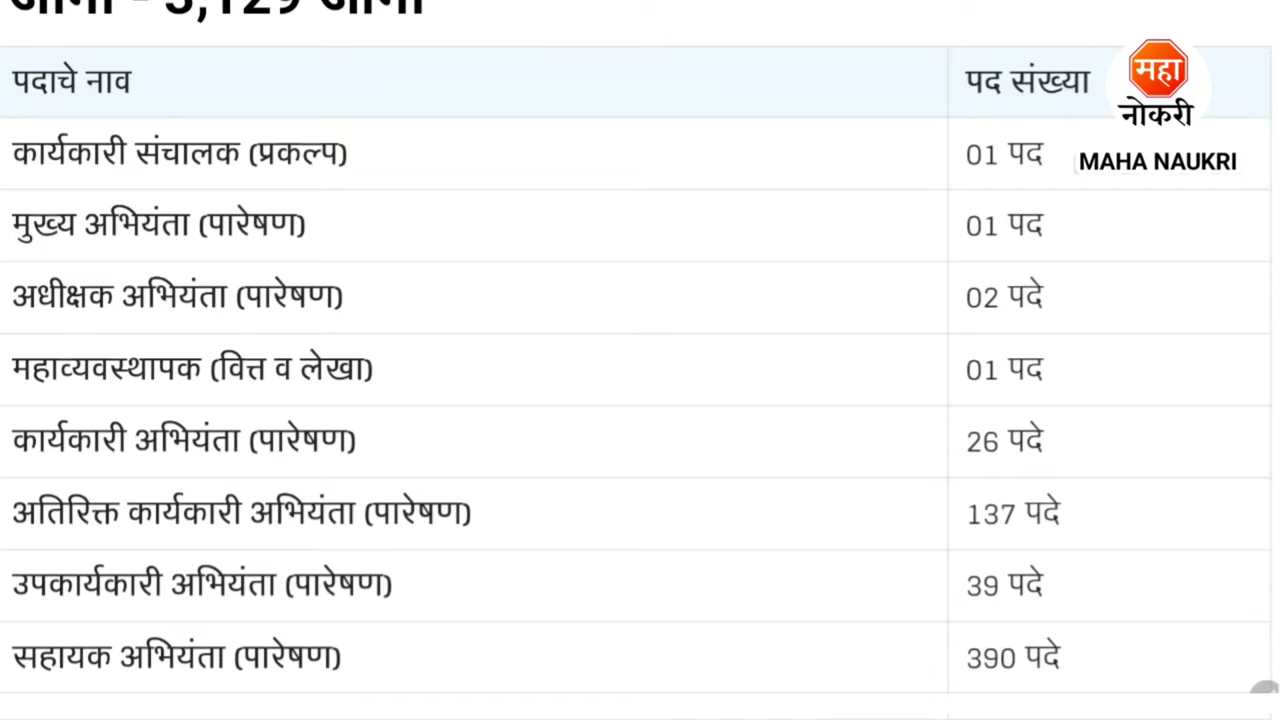 जागा - 3,129 जागा
पदाचे नाव पद संख्या
महा
नोकरी
MAHA NAUKRI
कार्यकारी संचालक (प्रकल्प) 01 पद
मुख्य अभियंता (पारेषण) 01 पद
अधीक्षक अभियंता (पारेषण) 02 पदे
महाव्यवस्थापक (वित्त व लेखा) 01 पद
कार्यकारी अभियंता (पारेषण) 26 पदे
अतिरिक्त कार्यकारी अभियंता (पारेषण) 137 पदे
उपकार्यकारी अभियंता (पारेषण) 39 पदे
सहायक अभियंता (पारेषण) 390 पदे